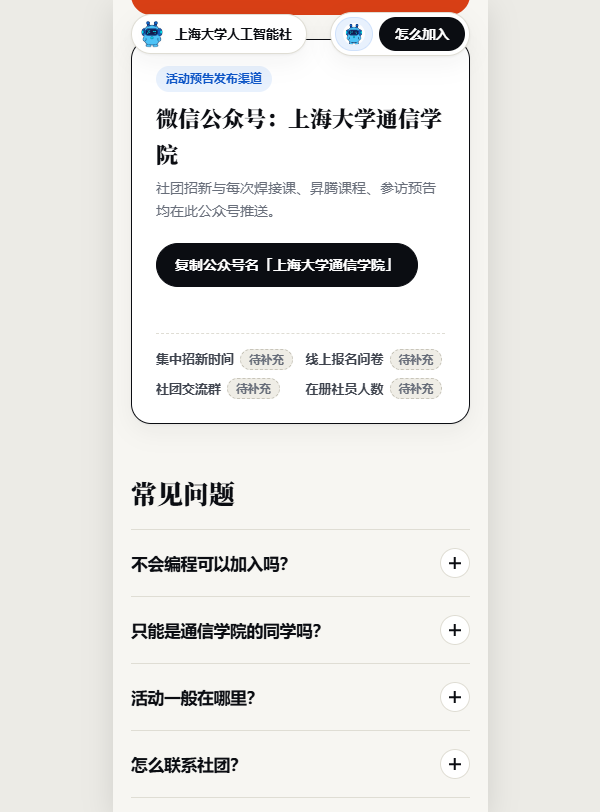 上海大学人工智能社
怎么加入
活动预告发布渠道
微信公众号：上海大学通信学
院
社团招新与每次焊接课、昇腾课程、参访预告
均在此公众号推送。
复制公众号名「上海大学通信学院」
集中招新时间 待补充 线上报名问卷 待补充
社团交流群 待补充 在册社员人数 待补充
常见问题
不会编程可以加入吗？
只能是通信学院的同学吗？
活动一般在哪里？
怎么联系社团？